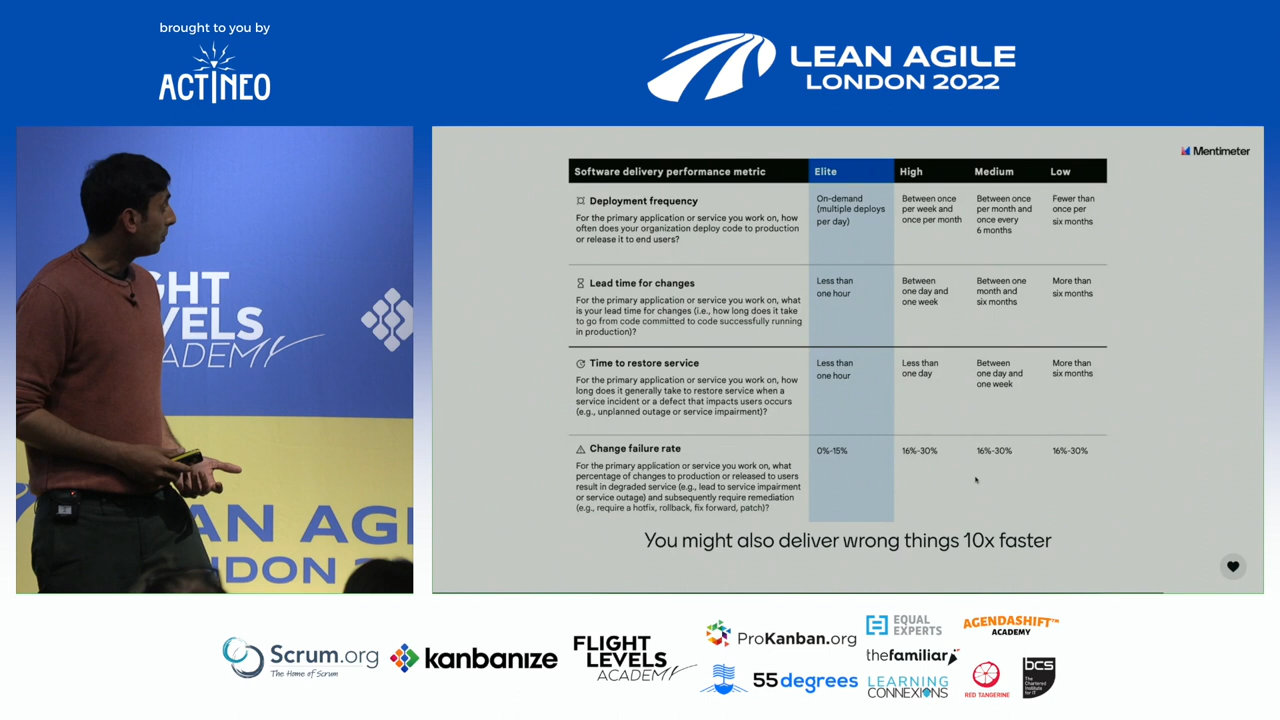 brought to you by
ACTINEO
LEAN AGILE
LONDON 2022
GHT
VELS
ADEMY
AN AGI
NDON
Mentimeter
Software delivery performance metric Elite High Medium Low
Deployment frequency
For the primary application or service you work on, how
often does your organization deploy code to production
or release it to end users?
On-demand
(multiple deploys
per day)
Between once
per week and
once per month
Between once
per month and
once every
6 months
Fewer than
once per
six months
Lead time for changes
For the primary application or service you work on, what
is your lead time for changes (i.e., how long does it take
to go from code committed to code successfully running
in production)?
Less than
one hour
Between
one day and
one week
Between one
month and
six months
More than
six months
Time to restore service
For the primary application or service you work on, how
long does it generally take to restore service when a
service incident or a defect that impacts users occurs
(e.g., unplanned outage or service impairment)?
Less than
one hour
Less than
one day
Between
one day and
one week
More than
six months
Change failure rate
For the primary application or service you work on, what
percentage of changes to production or released to users
result in degraded service (e.g., lead to service impairment
or service outage) and subsequently require remediation
(e.g., require a hotfix, rollback, fix forward, patch)?
0%-15%
16%-30%
16%-30%
16%-30%
You might also deliver wrong things 10x faster
Scrum.org
The Home of Scrum
kanbanize
FLIGHT
LEVELS
ACADEMY
ProKanban.org
55degrees
EQUAL
EXPERTS
thefamiliar
LEARNING
CONNEXIONS
AGENDASHIFT™
ACADEMY
RED TANGERINE
bcs
The
Chartered
Institute
for IT